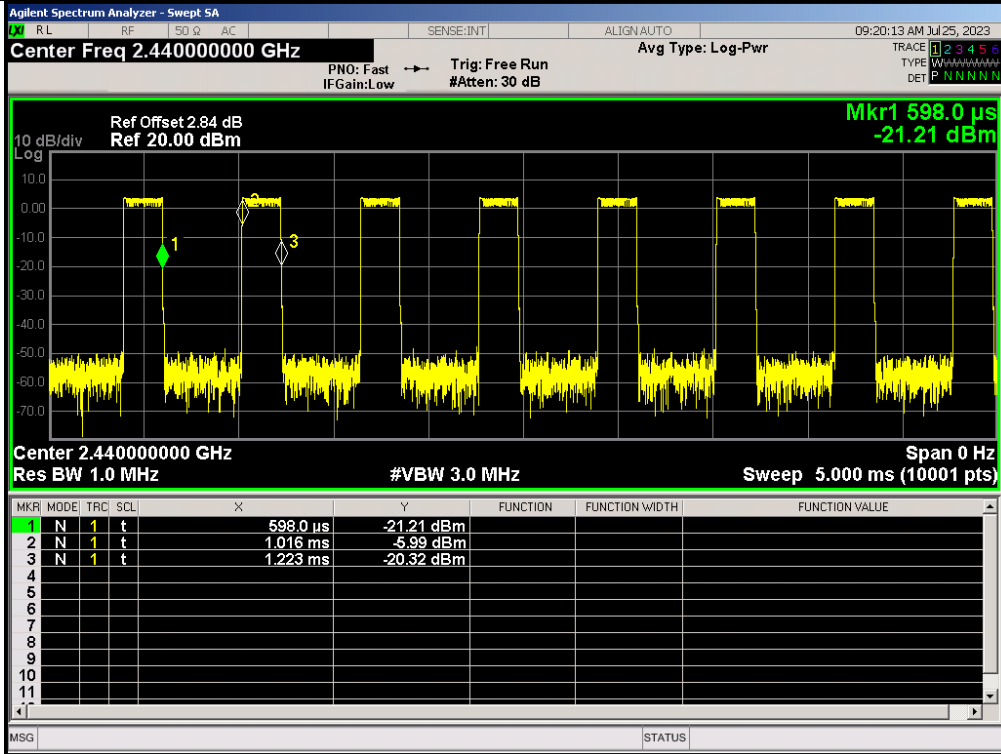 Agilent Spectrum Analyzer - Swept SA
LXI RL RF 50 Ω AC SENSE:INT ALIGN AUTO 09:20:13 AM Jul 25, 2023
Center Freq 2.440000000 GHz
PNO: Fast
IFGain:Low
Trig: Free Run
#Atten: 30 dB
Avg Type: Log-Pwr
TRACE 1 2 3 4 5 6
TYPE WWWWWW
DET P N N N N N
Mkr1 598.0 µs
-21.21 dBm
10 dB/div
Log
Ref Offset 2.84 dB
Ref 20.00 dBm
10.0
0.00
-10.0
-20.0
-30.0
-40.0
-50.0
-60.0
-70.0
1
2
3
Center 2.440000000 GHz Span 0 Hz
Res BW 1.0 MHz #VBW 3.0 MHz Sweep 5.000 ms (10001 pts)
MKR MODE TRC SCL X Y FUNCTION FUNCTION WIDTH FUNCTION VALUE
1 N 1 t 598.0 µs -21.21 dBm
2 N 1 t 1.016 ms -5.99 dBm
3 N 1 t 1.223 ms -20.32 dBm
4
5
6
7
8
9
10
11
MSG STATUS